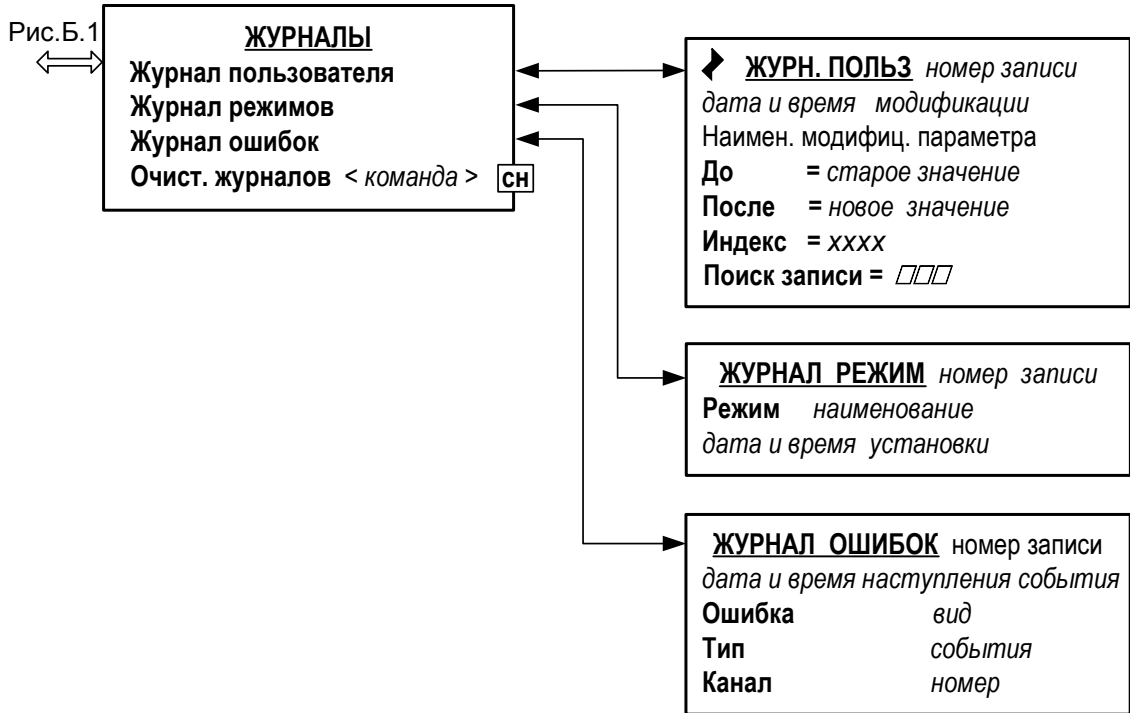 Рис.Б.1
ЖУРНАЛЫ
Журнал пользователя
Журнал режимов
Журнал ошибок
Очист. журналов < команда > СН
ЖУРН. ПОЛЬЗ номер записи
дата и время модификации
Наимен. модифиц. параметра
До = старое значение
После = новое значение
Индекс = xxxx
Поиск записи =
ЖУРНАЛ РЕЖИМ номер записи
Режим наименование
дата и время установки
ЖУРНАЛ ОШИБОК номер записи
дата и время наступления события
Ошибка вид
Тип события
Канал номер